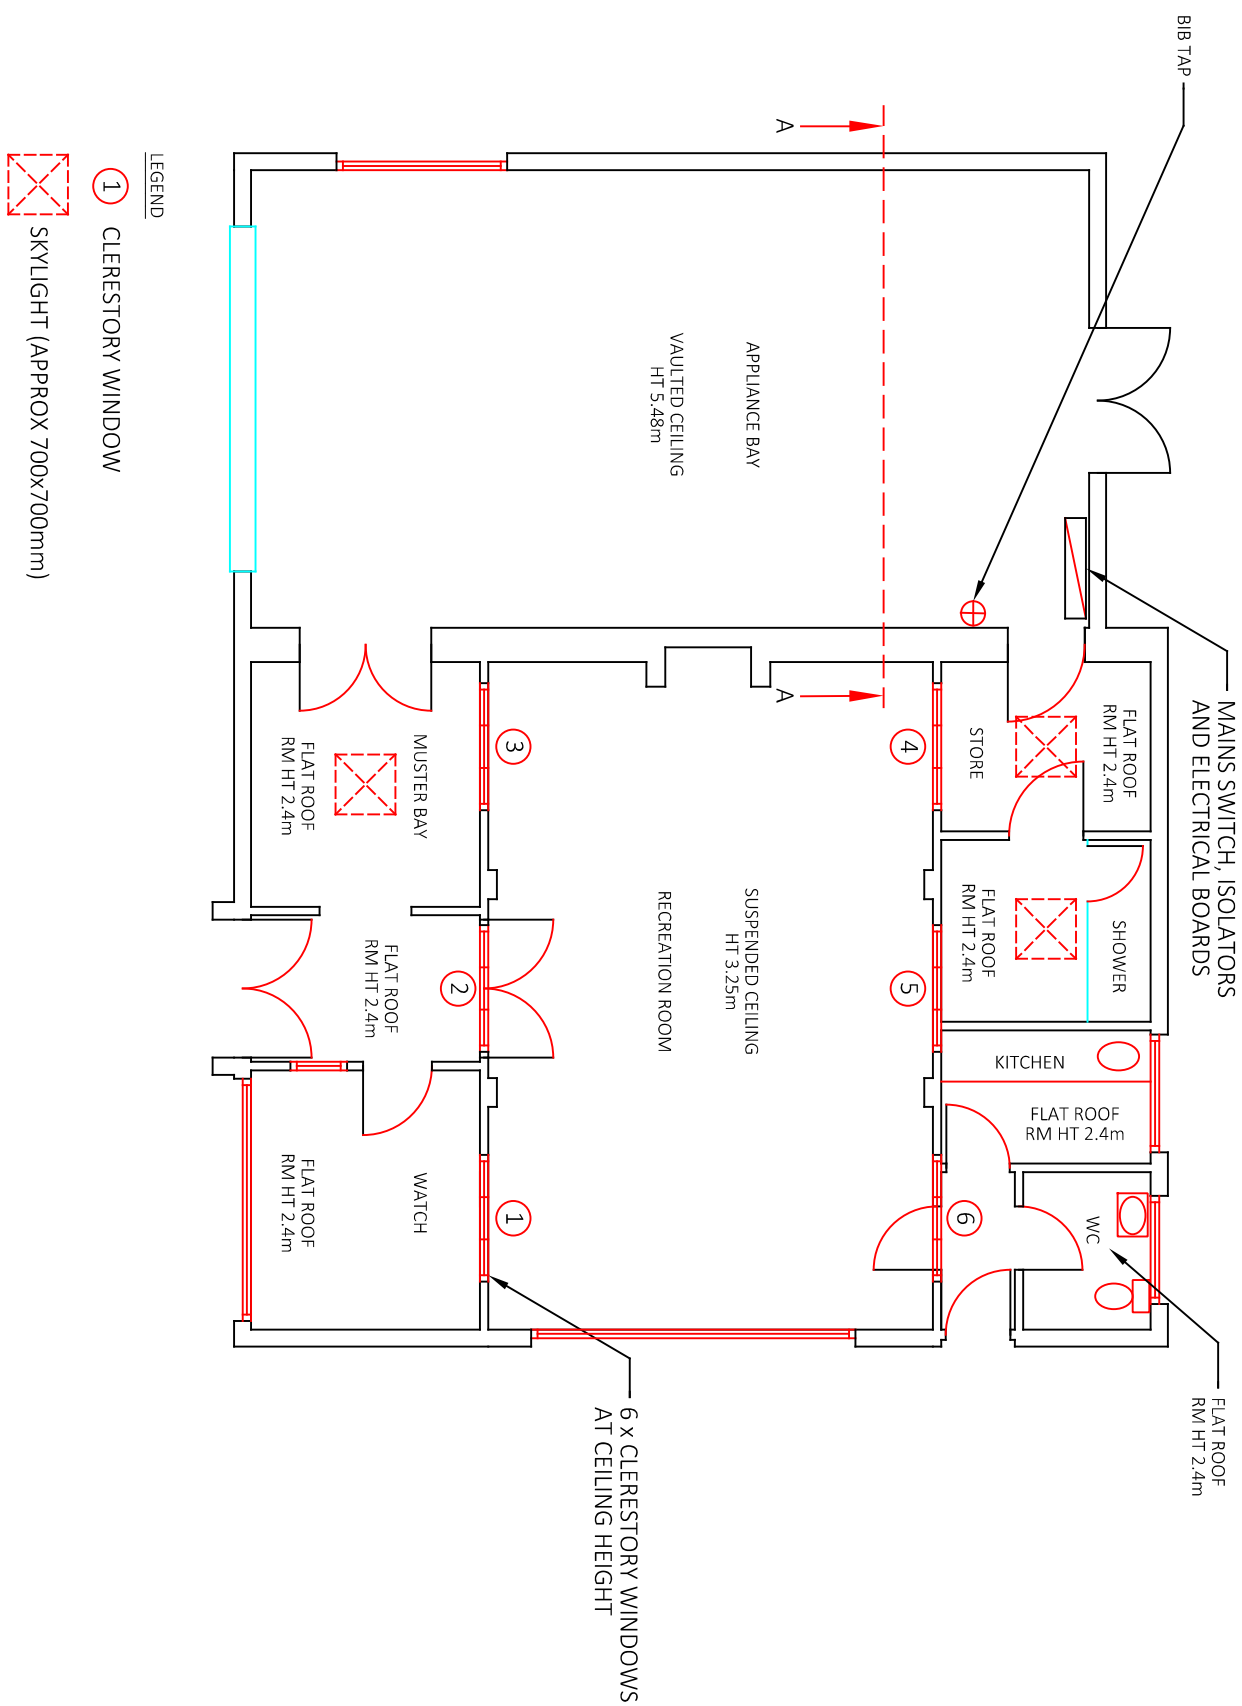 BIB TAP
MAINS SWITCH, ISOLATORS
AND ELECTRICAL BOARDS
FLAT ROOF
RM HT 2.4m
A
A
APPLIANCE BAY
VAULTED CEILING
HT 5.48m
FLAT ROOF
RM HT 2.4m
STORE
4
SHOWER
FLAT ROOF
RM HT 2.4m
5
KITCHEN
FLAT ROOF
RM HT 2.4m
WC
6
SUSPENDED CEILING
HT 3.25m
RECREATION ROOM
3
MUSTER BAY
FLAT ROOF
RM HT 2.4m
2
FLAT ROOF
RM HT 2.4m
1
WATCH
FLAT ROOF
RM HT 2.4m
6 x CLERESTORY WINDOWS
AT CEILING HEIGHT
LEGEND
1 CLERESTORY WINDOW
SKYLIGHT (APPROX 700x700mm)